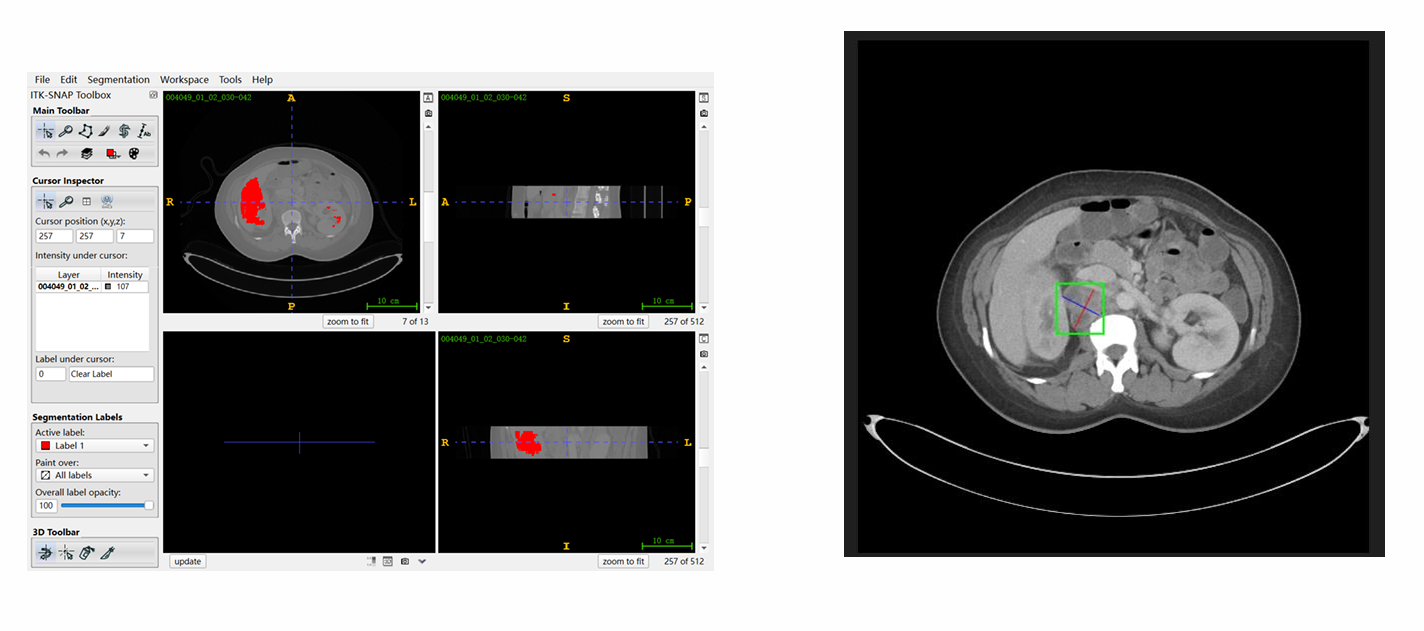 File Edit Segmentation Workspace Tools Help
ITK-SNAP Toolbox
Main Toolbar
Cursor Inspector
Cursor position (x,y,z):
257 257 7
Intensity under cursor:
Layer Intensity
004049_01_02_... 107
Label under cursor:
0 Clear Label
Segmentation Labels
Active label:
Label 1
Paint over:
All labels
Overall label opacity:
100
3D Toolbar
004049_01_02_030-042
A
R
L
P
10 cm
A
zoom to fit 7 of 13
004049_01_02_030-042
S
A
P
I
10 cm
S
zoom to fit 257 of 512
update
3D
004049_01_02_030-042
S
R
L
I
10 cm
C
zoom to fit 257 of 512